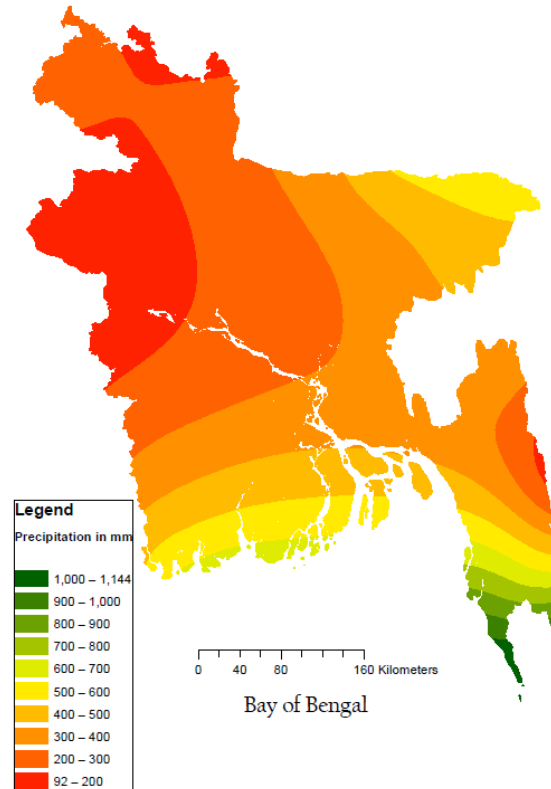 Legend
Precipitation in mm
1,000 – 1,144
900 – 1,000
800 – 900
700 – 800
600 – 700
500 – 600
400 – 500
300 – 400
200 – 300
92 – 200
0 40 80 160 Kilometers
Bay of Bengal